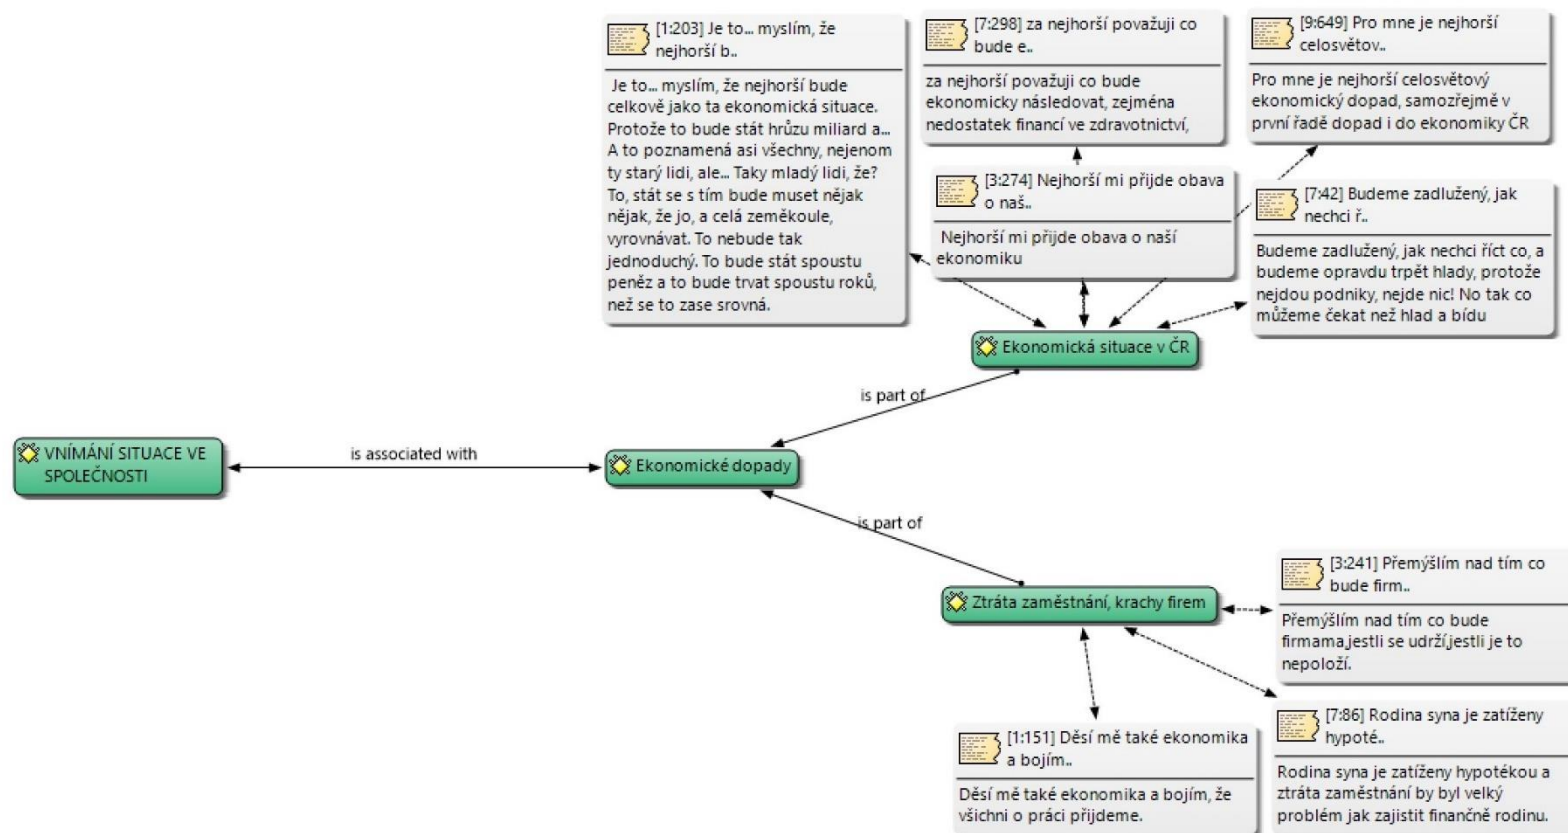 [1:203] Je to... myslím, že
nejhorší b..
Je to... myslím, že nejhorší bude
celkově jako ta ekonomická situace.
Protože to bude stát hrůzu miliard a...
A to poznamená asi všechny, nejenom
ty starý lidi, ale... Taky mladý lidi, že?
To, stát se s tím bude muset nějak
nějak, že jo, a celá zeměkoule,
vyrovnávat. To nebude tak
jednoduchý. To bude stát spoustu
peněz a to bude trvat spoustu roků,
než se to zase srovná.
[7:298] za nejhorší považuji co
bude e..
za nejhorší považuji co bude
ekonomicky následovat, zejména
nedostatek financí ve zdravotnictví,
[9:649] Pro mne je nejhorší
celosvětov..
Pro mne je nejhorší celosvětový
ekonomický dopad, samozřejmě v
první řadě dopad i do ekonomiky ČR
[3:274] Nejhorší mi přijde obava
o naš..
Nejhorší mi přijde obava o naší
ekonomiku
[7:42] Budeme zadlužený, jak
nechci ř..
Budeme zadlužený, jak nechci říct co, a
budeme opravdu trpět hlady, protože
nejdou podniky, nejde nic! No tak co
můžeme čekat než hlad a bídu
Ekonomická situace v ČR
is part of
VNÍMÁNÍ SITUACE VE
SPOLEČNOSTI
is associated with
Ekonomické dopady
is part of
Ztráta zaměstnání, krachy firem
[3:241] Přemýšlím nad tím co
bude firm..
Přemýšlím nad tím co bude
firmama,jestli se udrží,jestli je to
nepoloží.
[1:151] Děsí mě také ekonomika
a bojím..
Děsí mě také ekonomika a bojím, že
všichni o práci přijdeme.
[7:86] Rodina syna je zatíženy
hypoté..
Rodina syna je zatíženy hypotékou a
ztráta zaměstnání by byl velký
problém jak zajistit finančně rodinu.